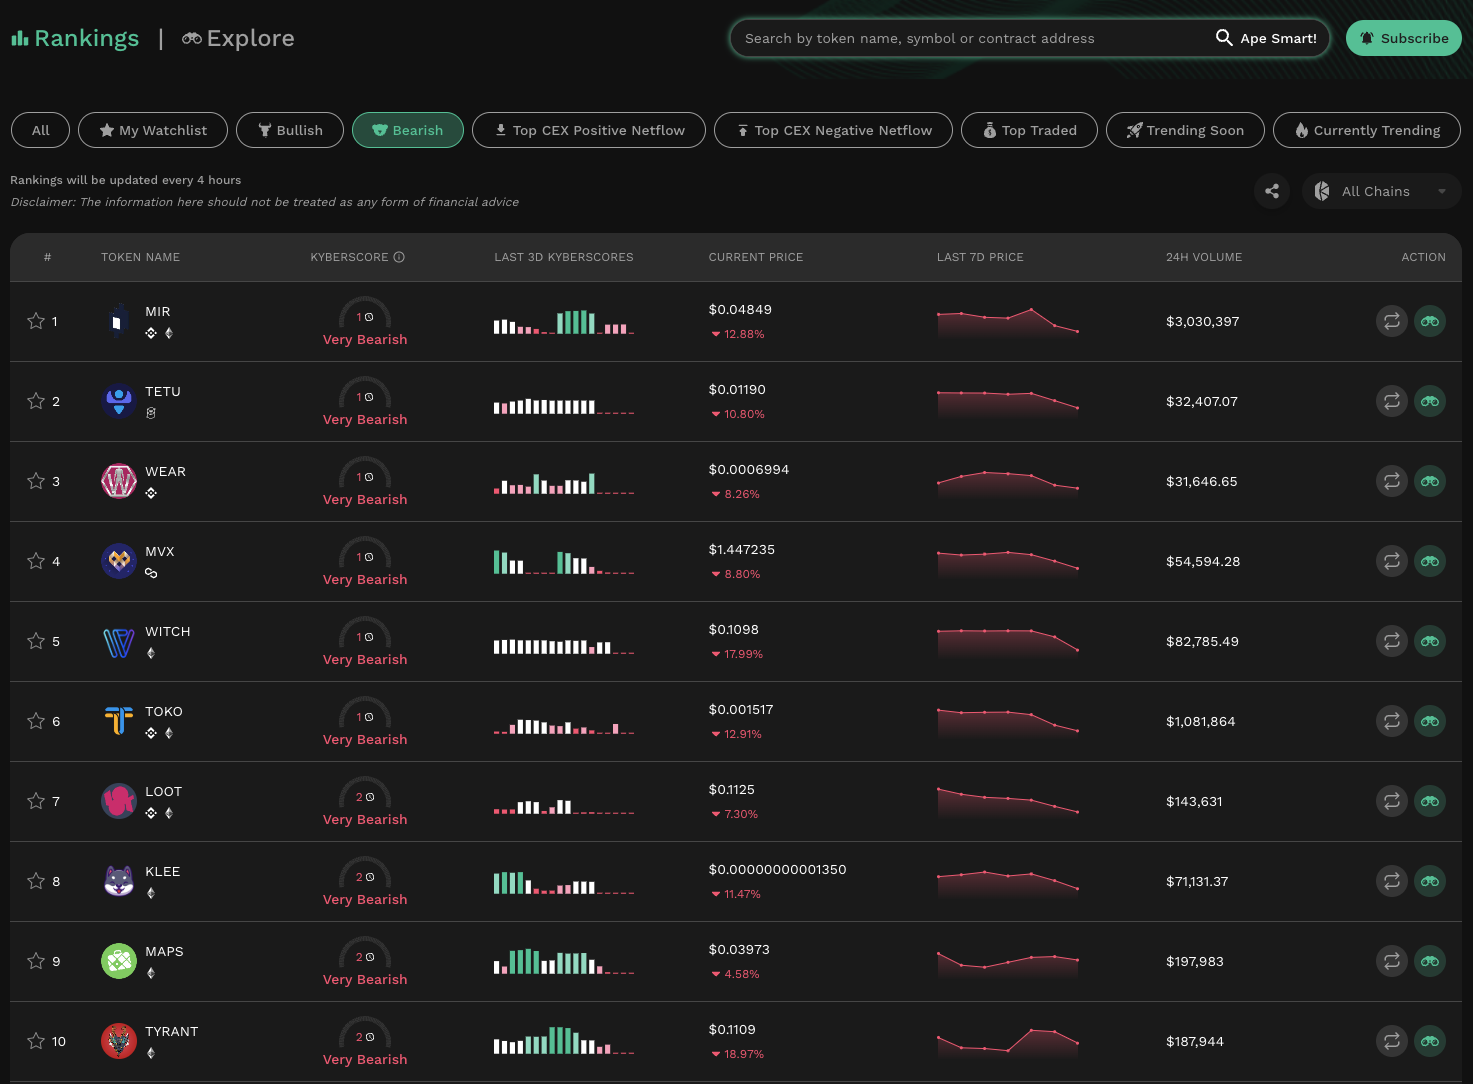 Rankings | Explore
Search by token name, symbol or contract address Ape Smart! Subscribe
All My Watchlist Bullish Bearish Top CEX Positive Netflow Top CEX Negative Netflow Top Traded Trending Soon Currently Trending
Rankings will be updated every 4 hours
Disclaimer: The information here should not be treated as any form of financial advice
All Chains
# TOKEN NAME KYBERSCORE LAST 3D KYBERSCORES CURRENT PRICE LAST 7D PRICE 24H VOLUME ACTION
1 MIR 1 Very Bearish $0.04849 12.88% $3,030,397
2 TETU 1 Very Bearish $0.01190 10.80% $32,407.07
3 WEAR 1 Very Bearish $0.0006994 8.26% $31,646.65
4 MVX 1 Very Bearish $1.447235 8.80% $54,594.28
5 WITCH 1 Very Bearish $0.1098 17.99% $82,785.49
6 TOKO 1 Very Bearish $0.001517 12.91% $1,081,864
7 LOOT 2 Very Bearish $0.1125 7.30% $143,631
8 KLEE 2 Very Bearish $0.00000000001350 11.47% $71,131.37
9 MAPS 2 Very Bearish $0.03973 4.58% $197,983
10 TYRANT 2 Very Bearish $0.1109 18.97% $187,944